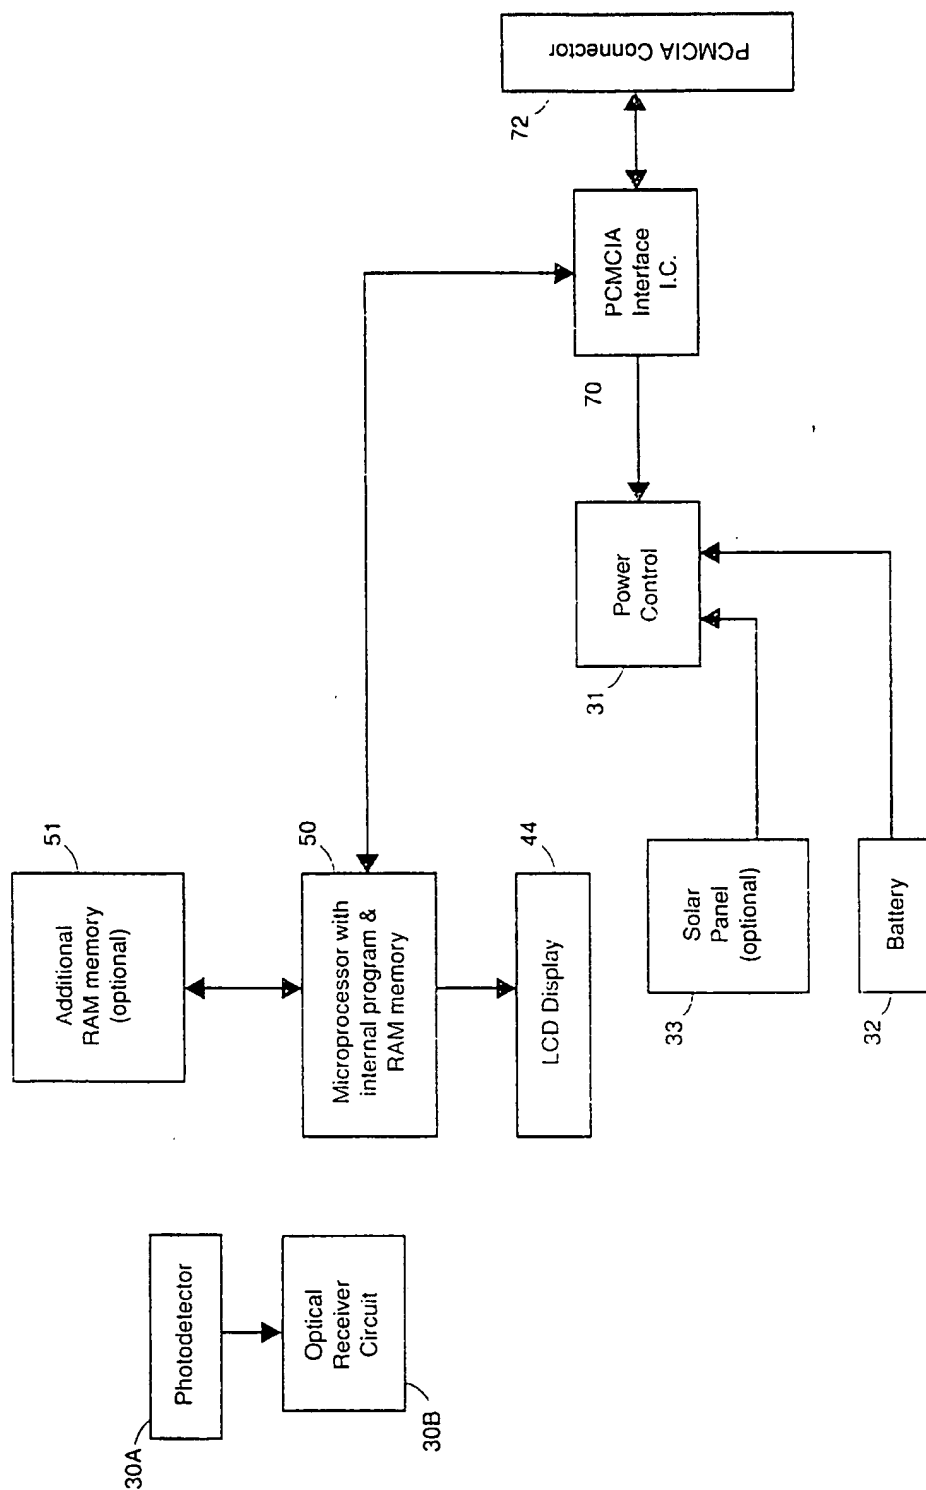 30A
Photodetector
Optical
Receiver
Circuit
30B
51
Additional
RAM memory
(optional)
50
Microprocessor with
internal program &
RAM memory
44
LCD Display
33
Solar
Panel
(optional)
32
Battery
31
Power
Control
70
PCMCIA
Interface
I.C.
72
PCMCIA Connector